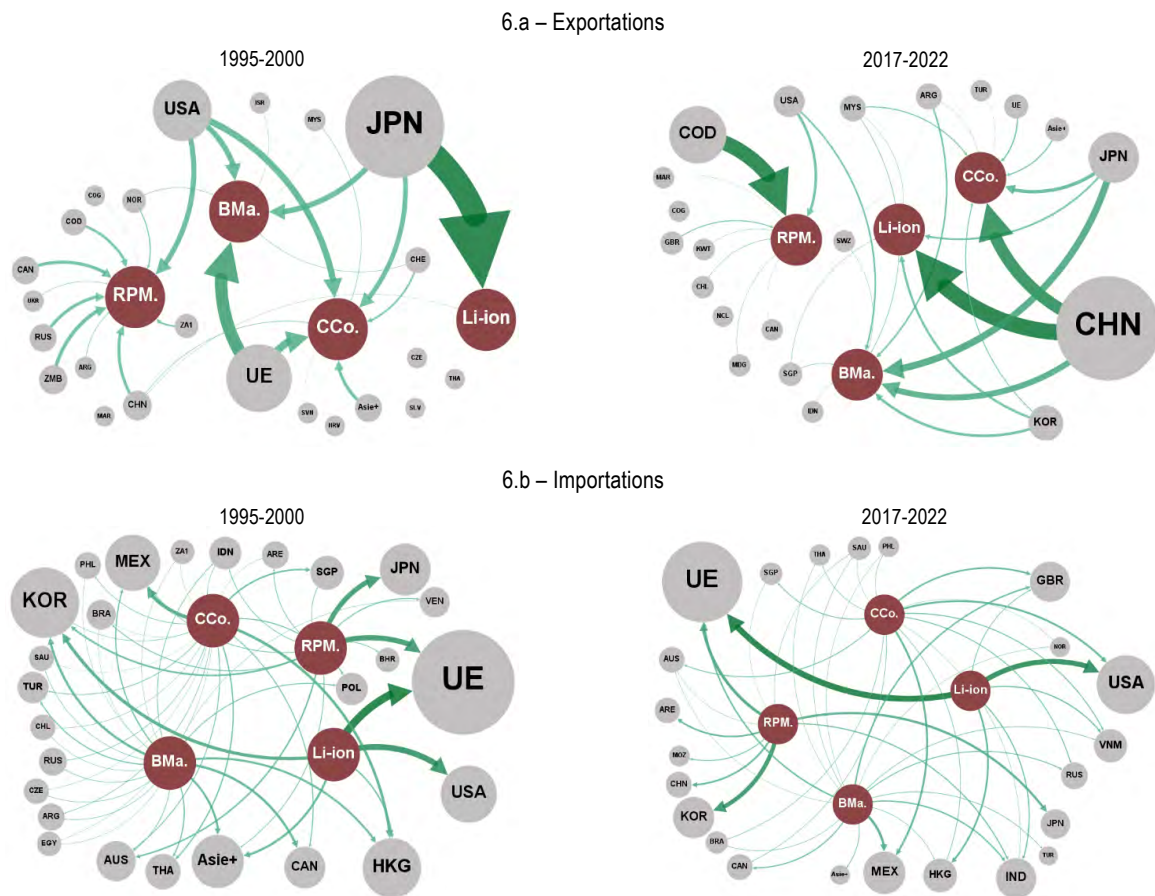 6.a – Exportations
1995-2000
2017-2022
USA
ISR
MYS
JPN
BMa.
COG
NOR
COD
CAN
UKR
RPM.
RUS
ZA1
ARG
ZMB
MAR
CHN
UE
CHE
CCo.
Li-ion
CZE
THA
SVN
HRV
Asie+
SLV
COD
USA
MYS
ARG
TUR
UE
Asie+
JPN
CCo.
MAR
COG
GBR
KWT
RPM.
SWZ
Li-ion
CHL
NCL
CAN
MDG
SGP
BMa.
IDN
CHN
KOR
6.b – Importations
1995-2000
2017-2022
PHL
MEX
ZA1
IDN
ARE
SGP
JPN
KOR
BRA
CCo.
VEN
RPM.
SAU
BHR
UE
TUR
POL
CHL
RUS
BMa.
Li-ion
CZE
USA
ARG
EGY
AUS
THA
Asie+
CAN
HKG
UE
SGP
THA
SAU
PHL
GBR
CCo.
AUS
NOR
Li-ion
USA
ARE
RPM.
VNM
MOZ
CHN
RUS
KOR
BMa.
JPN
BRA
CAN
TUR
Asie+
MEX
HKG
IND